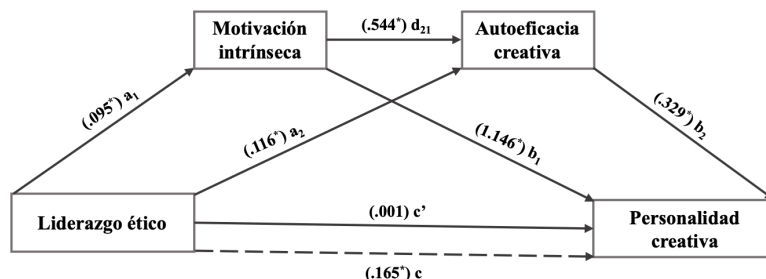 Motivación
intrínseca
(.544*) d21
Autoeficacia
creativa
(.095*) a1
(.116*) a2
(1.146*) b1
(.329*) b2
Liderazgo ético
(.001) c’
Personalidad
creativa
(.165*) c